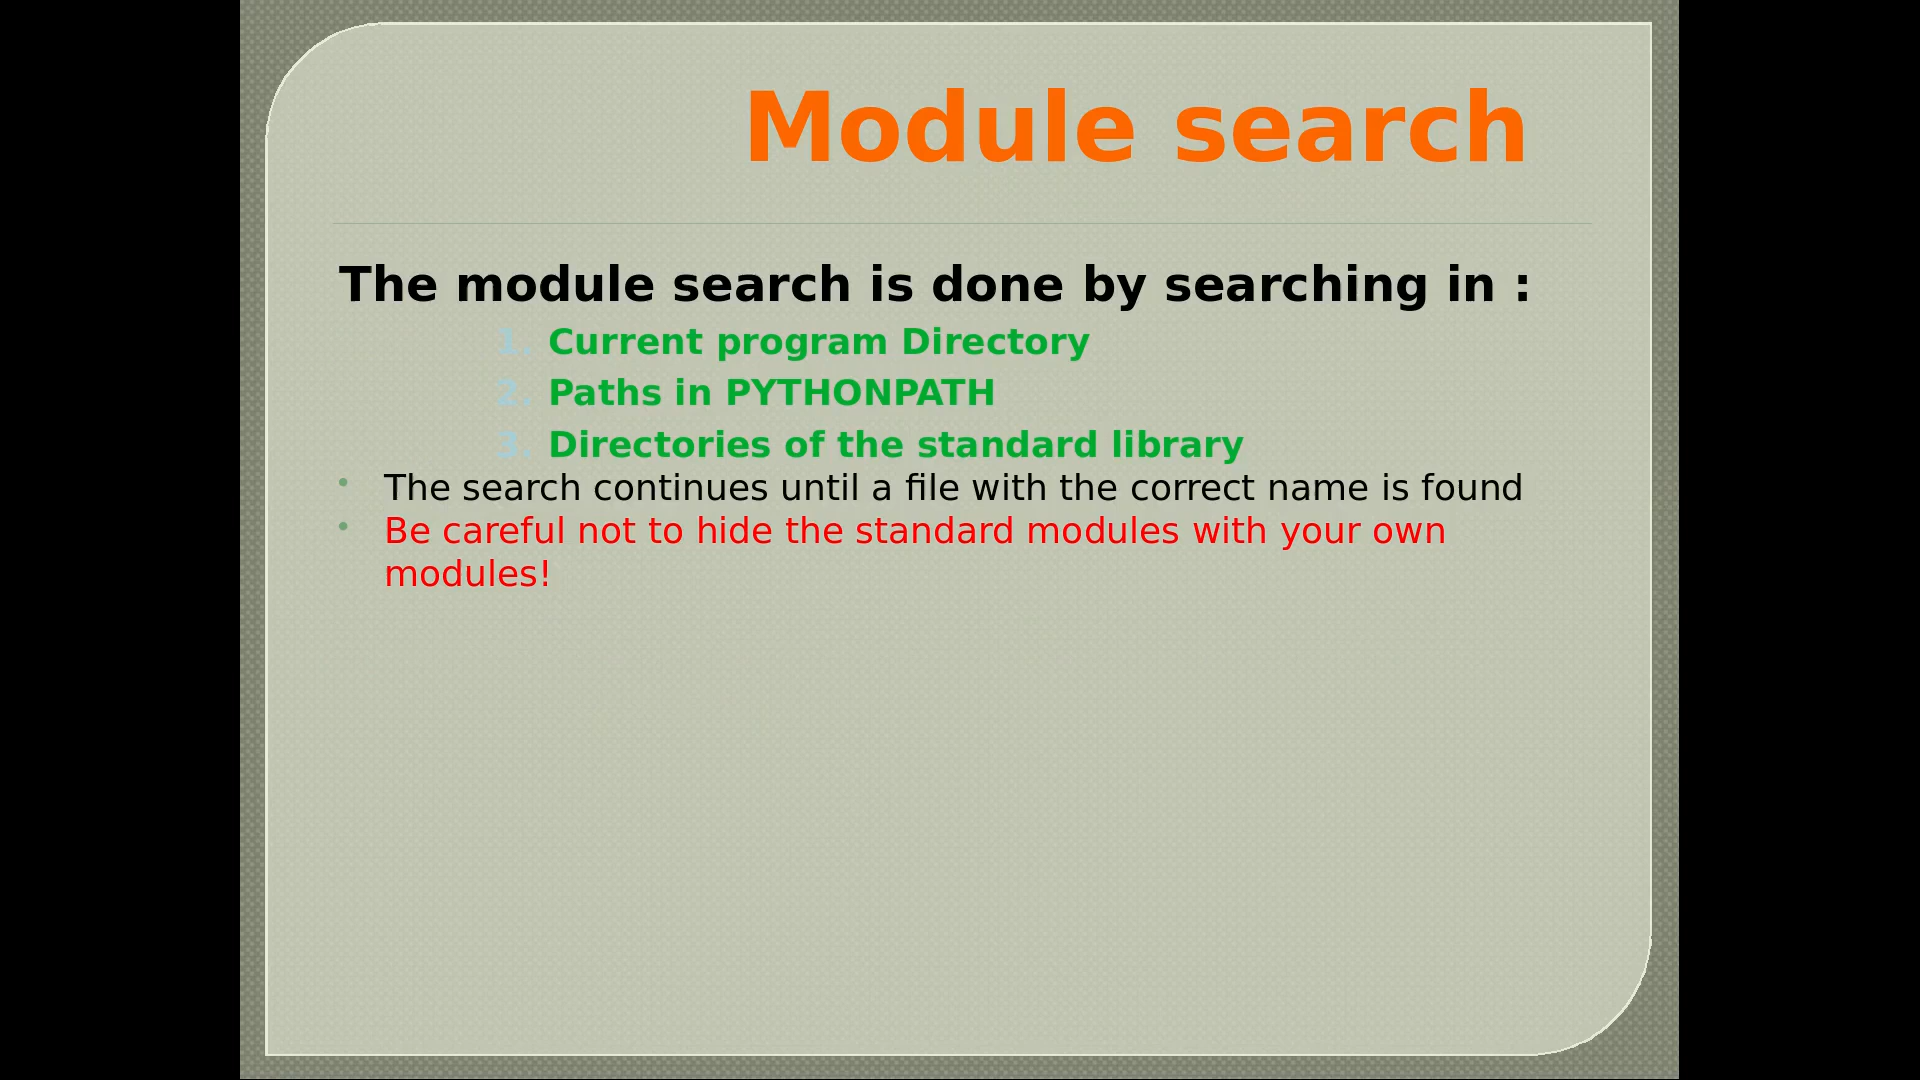 Module search
The module search is done by searching in :
1. Current program Directory
2. Paths in PYTHONPATH
3. Directories of the standard library
• The search continues until a file with the correct name is found
• Be careful not to hide the standard modules with your own
modules!